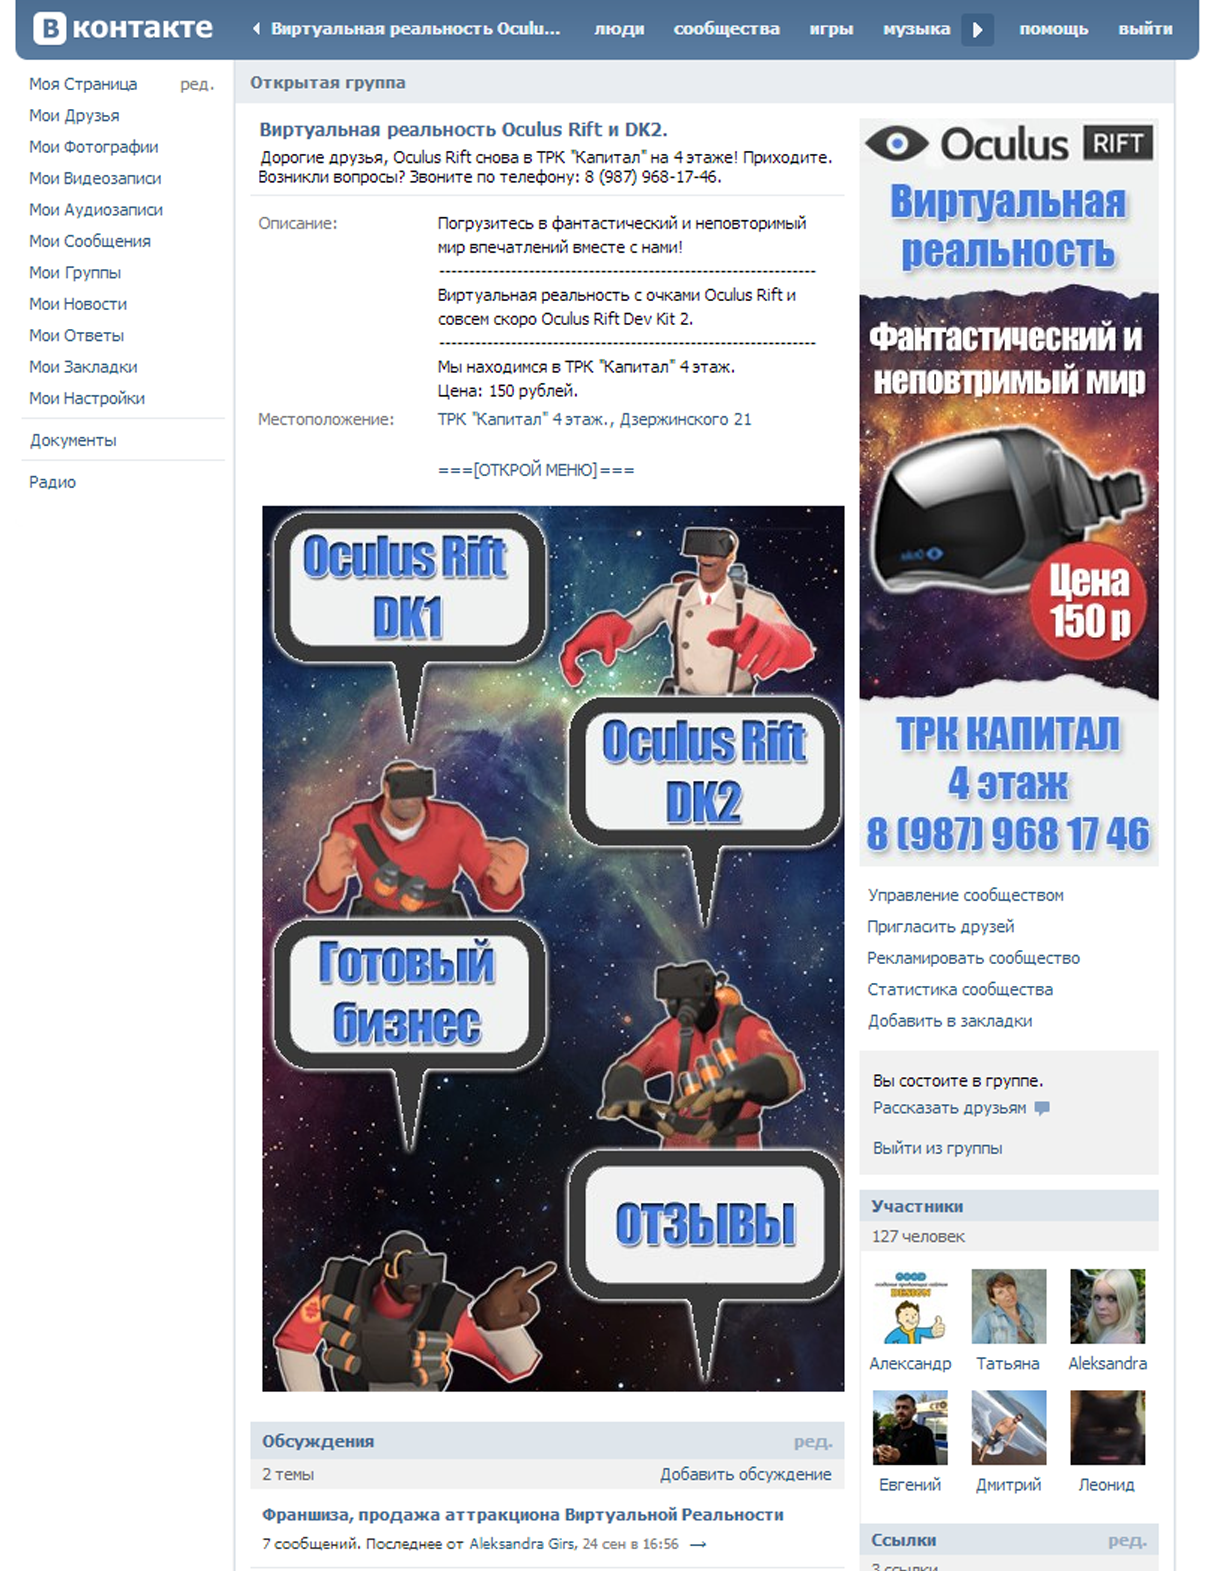 В контакте
Виртуальная реальность Oculu...
люди
сообщества
игры
музыка
помощь
выйти
Моя Страница
ред.
Мои Друзья
Мои Фотографии
Мои Видеозаписи
Мои Аудиозаписи
Мои Сообщения
Мои Группы
Мои Новости
Мои Ответы
Мои Закладки
Мои Настройки
Документы
Радио
Открытая группа
Виртуальная реальность Oculus Rift и DK2.
Дорогие друзья, Oculus Rift снова в ТРК "Капитал" на 4 этаже! Приходите.
Возникли вопросы? Звоните по телефону: 8 (987) 968-17-46.
Описание:
Погрузитесь в фантастический и неповторимый
мир впечатлений вместе с нами!
---------------------------------------------------------------
Виртуальная реальность с очками Oculus Rift и
совсем скоро Oculus Rift Dev Kit 2.
---------------------------------------------------------------
Мы находимся в ТРК "Капитал" 4 этаж.
Цена: 150 рублей.
Местоположение:
ТРК "Капитал" 4 этаж., Дзержинского 21
===[ОТКРОЙ МЕНЮ]===
Oculus Rift
DK1
Oculus Rift
DK2
Готовый
бизнес
ОТЗЫВЫ
Обсуждения
ред.
2 темы
Добавить обсуждение
Франшиза, продажа аттракциона Виртуальной Реальности
7 сообщений. Последнее от Aleksandra Girs, 24 сен в 16:56 →
Oculus RIFT
Виртуальная
реальность
Фантастический и
неповтримый мир
Цена
150 р
ТРК КАПИТАЛ
4 этаж
8 (987) 968 17 46
Управление сообществом
Пригласить друзей
Рекламировать сообщество
Статистика сообщества
Добавить в закладки
Вы состоите в группе.
Рассказать друзьям
Выйти из группы
Участники
127 человек
GOOD
DESIGN
Александр
Татьяна
Aleksandra
Евгений
Дмитрий
Леонид
Ссылки
ред.
3 ссылки